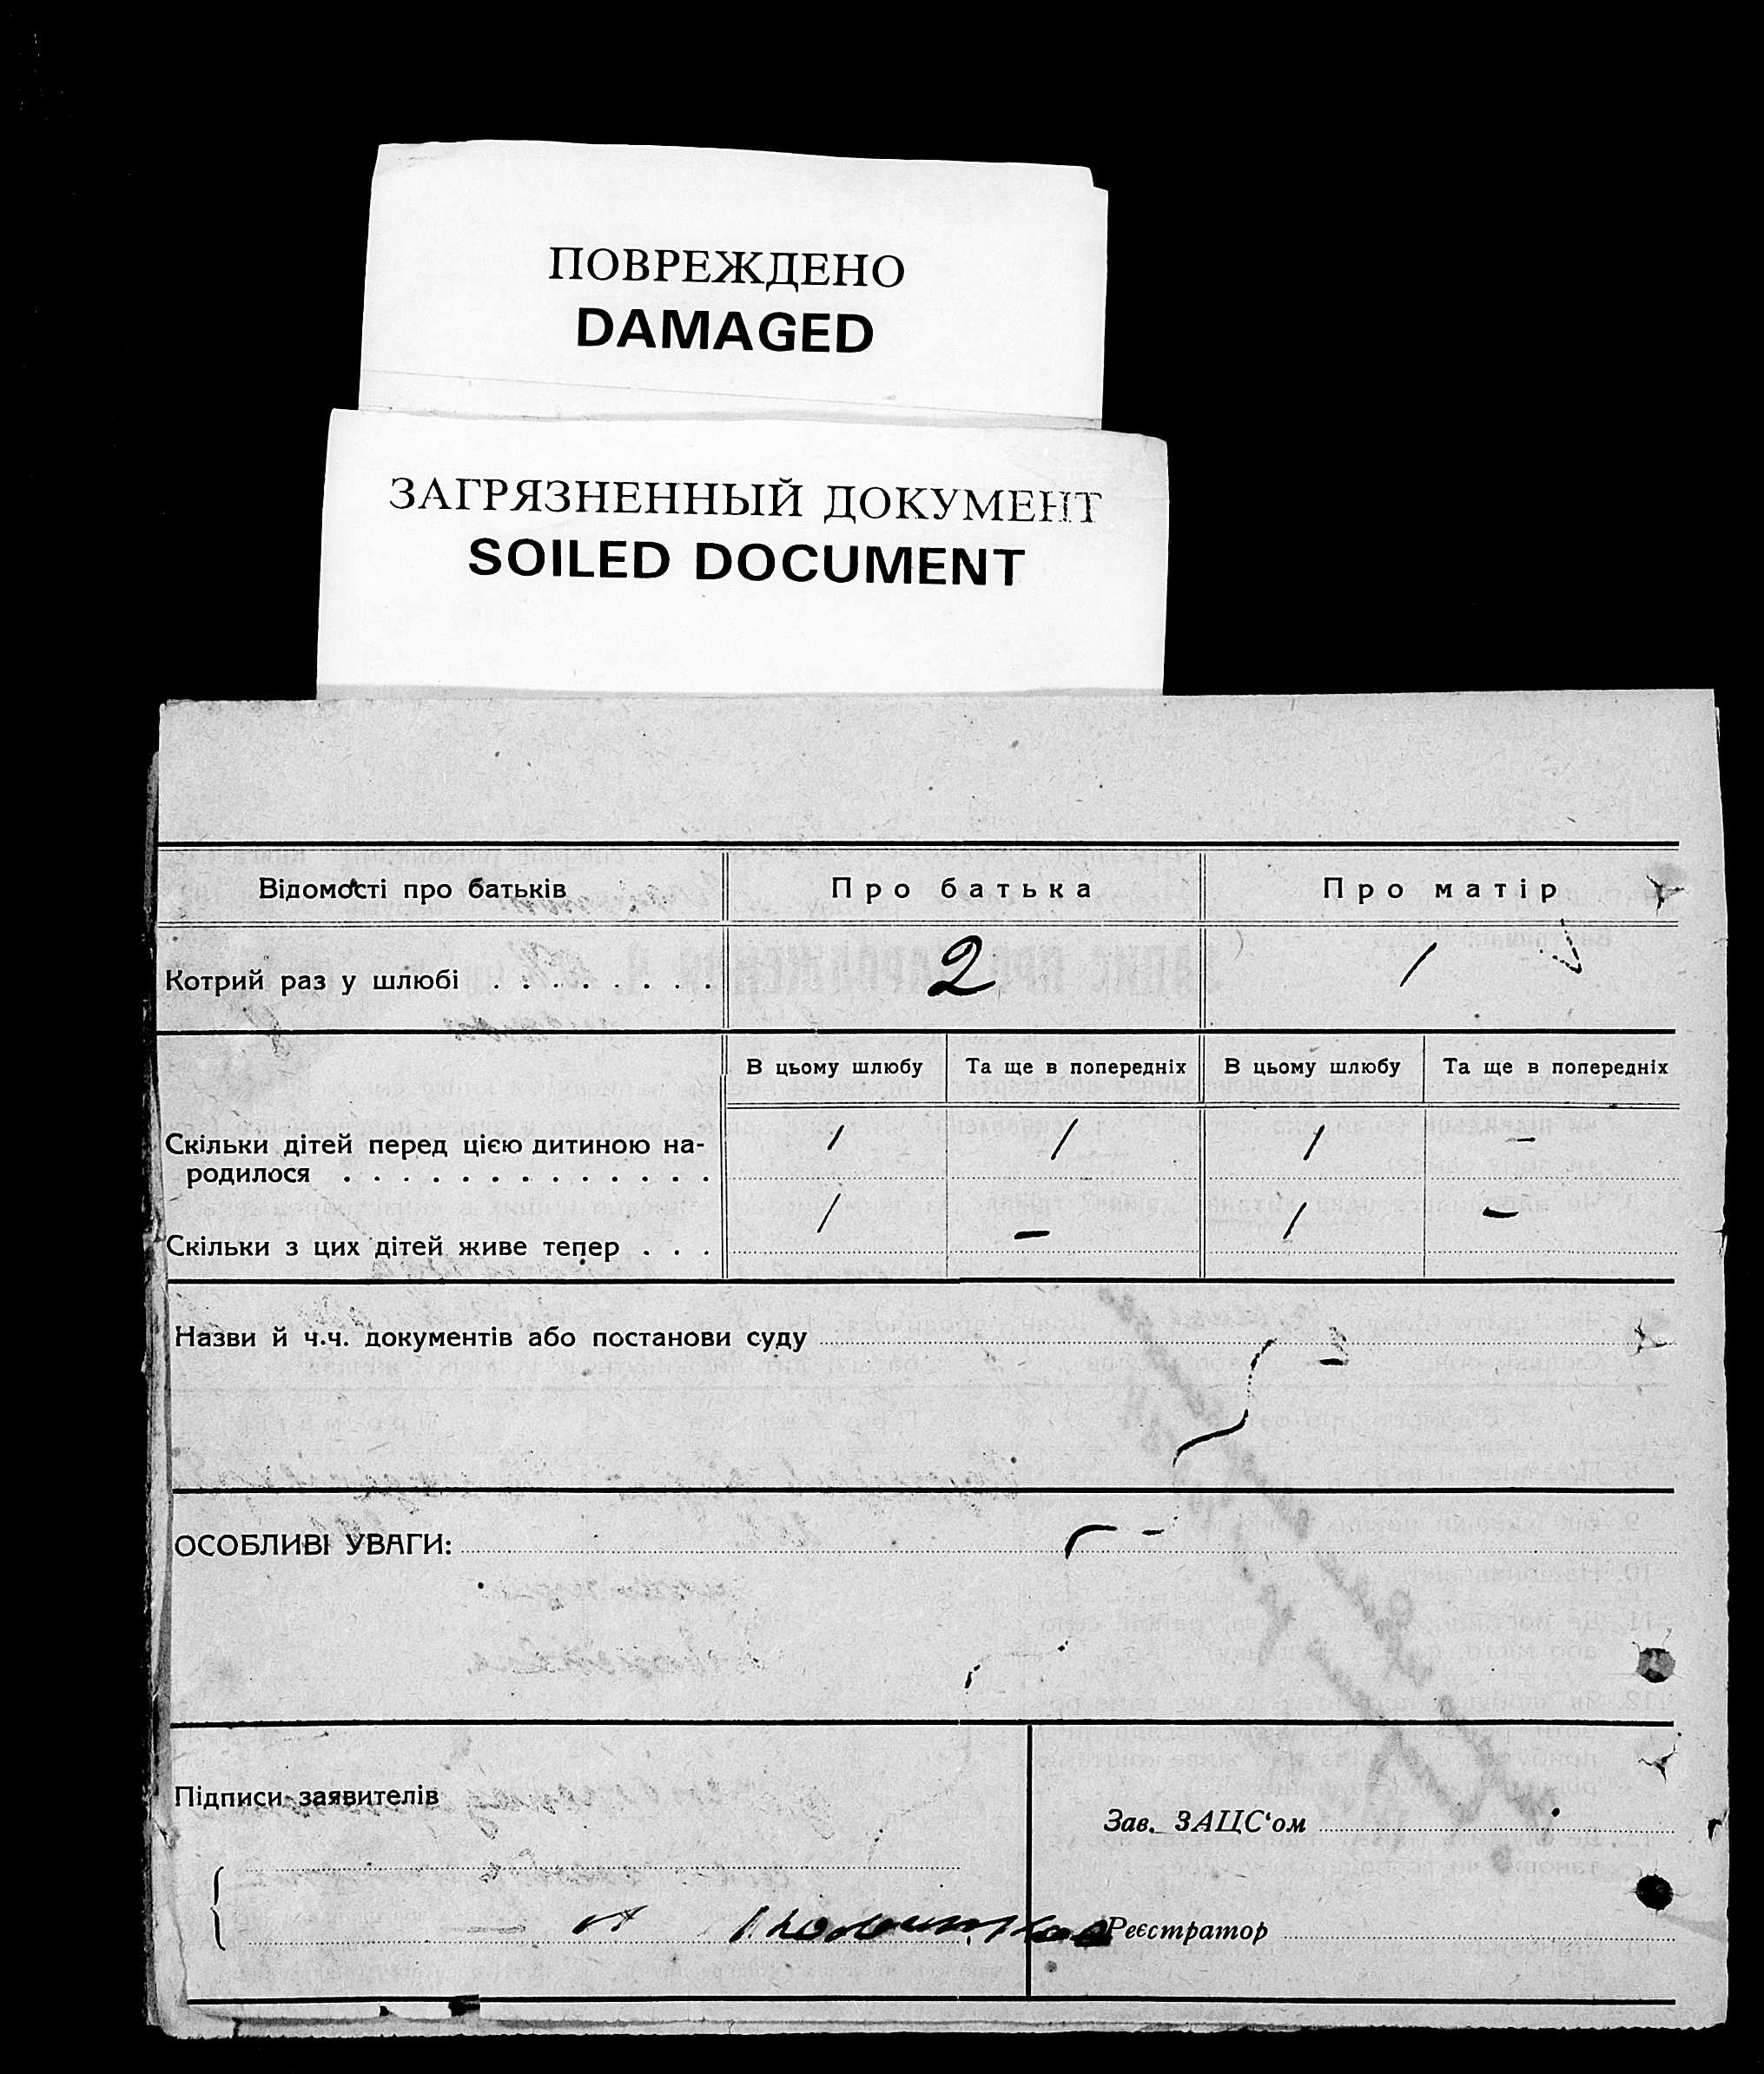 ПОВРЕЖДЕНО
DAMAGED
ЗАГРЯЗНЕННЫЙ ДОКУМЕНТ
SOILED DOCUMENT
Відомості про батьків Про батька Про матір
Котрий раз у шлюбі . . . . . . . . 2 1
В цьому шлюбу Та ще в попередніх В цьому шлюбу Та ще в попередніх
Скільки дітей перед цією дитиною на-
родилося . . . . . . . . . . . . . 1 1 1 –
Скільки з цих дітей живе тепер . . . 1 – 1 –
Назви й ч.ч. документів або постанови суду
ОСОБЛИВІ УВАГИ:
Підписи заявителів
Зав. ЗАЦС‘ом
Реєстратор